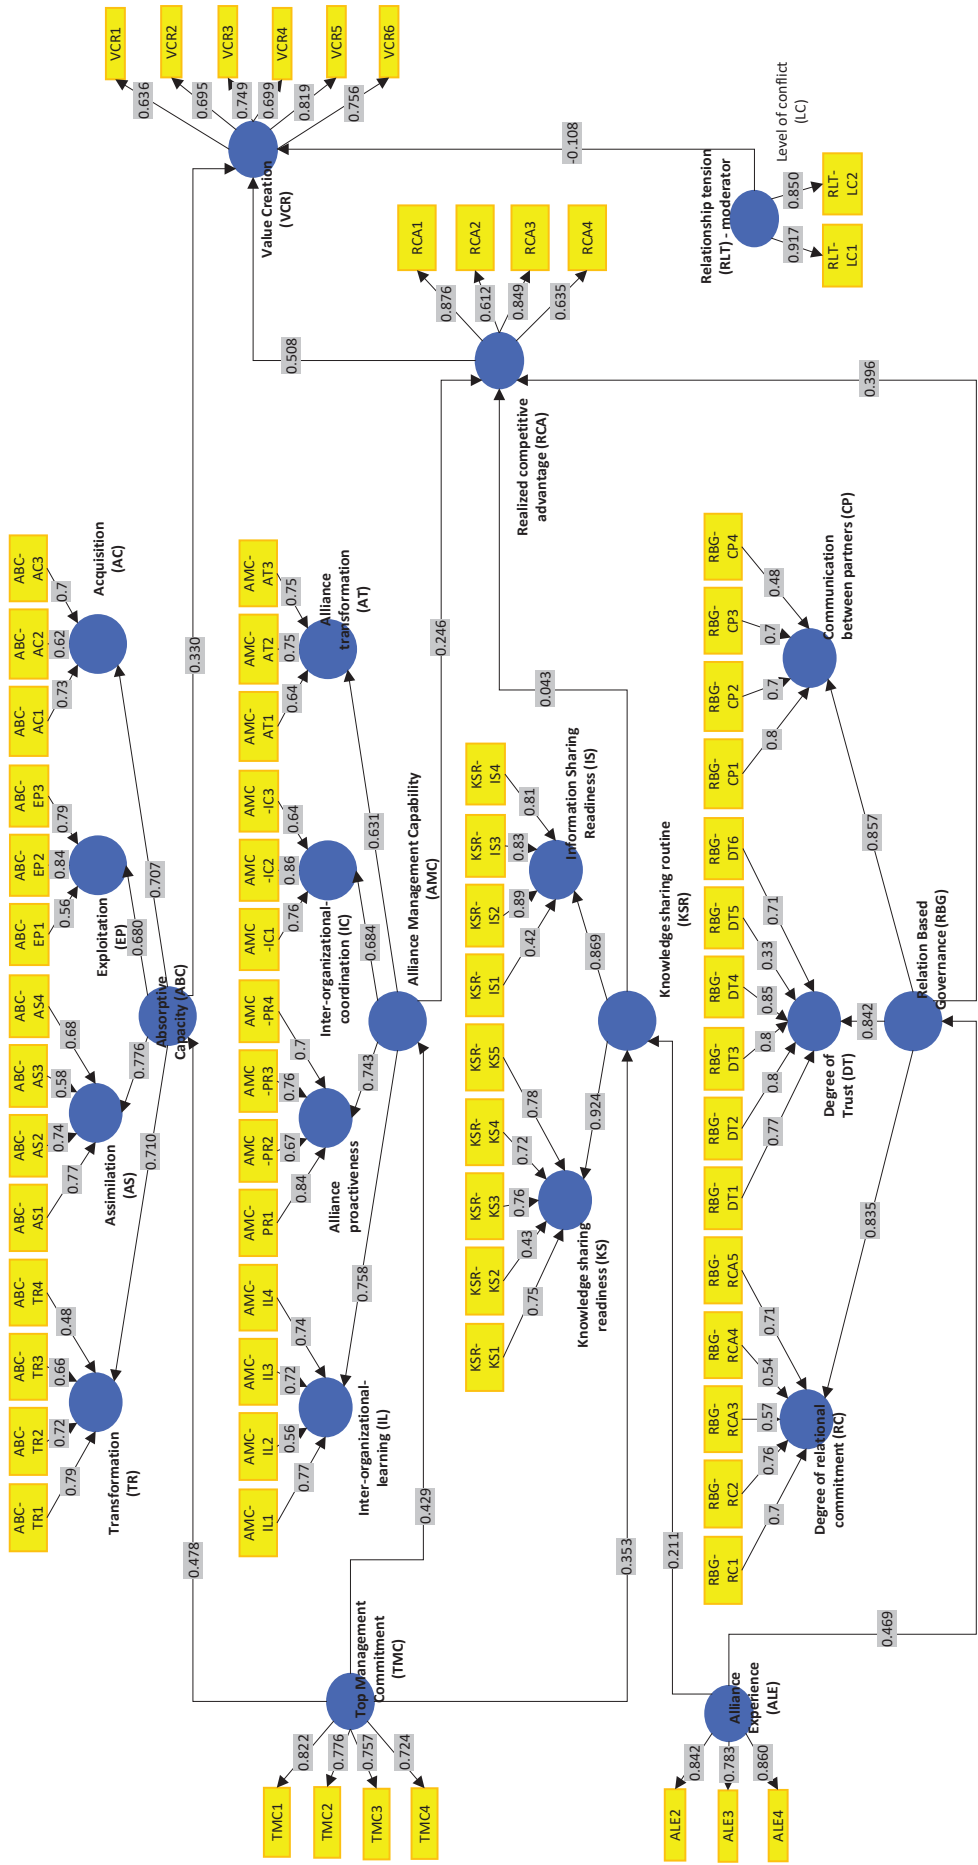 ABC-
TR1
ABC-
TR2
ABC-
TR3
ABC-
TR4
ABC-
AS1
ABC-
AS2
ABC-
AS3
ABC-
AS4
ABC-
EP1
ABC-
EP2
ABC-
EP3
ABC-
AC1
ABC-
AC2
ABC-
AC3
0.79
0.72
0.66
0.48
0.77
0.74
0.58
0.68
0.56
0.84
0.79
0.73
0.62
0.7
Transformation
(TR)
Assimilation
(AS)
Exploitation
(EP)
Acquisition
(AC)
0.710
0.776
0.680
0.707
Absorptive
Capacity (ABC)
0.478
0.330
AMC-
IL1
AMC-
IL2
AMC-
IL3
AMC-
IL4
AMC-
PR1
AMC
-PR2
AMC
-PR3
AMC
-PR4
AMC
-IC1
AMC
-IC2
AMC
-IC3
AMC-
AT1
AMC-
AT2
AMC-
AT3
0.77
0.56
0.72
0.74
0.84
0.67
0.76
0.7
0.76
0.86
0.64
0.64
0.75
0.75
Inter-organizational-
learning (IL)
Alliance
proactiveness
Inter-organizational-
coordination (IC)
Alliance
transformation
(AT)
0.758
0.743
0.684
0.631
Alliance Management Capability
(AMC)
0.429
0.246
TMC1
TMC2
TMC3
TMC4
0.822
0.776
0.757
0.724
Top Management
Commitment
(TMC)
KSR-
KS1
KSR-
KS2
KSR-
KS3
KSR-
KS4
KSR-
KS5
KSR-
IS1
KSR-
IS2
KSR-
IS3
KSR-
IS4
0.75
0.43
0.76
0.72
0.78
0.42
0.89
0.83
0.81
Knowledge sharing
readiness (KS)
Information Sharing
Readiness (IS)
0.924
0.869
Knowledge sharing routine
(KSR)
0.353
0.211
0.043
ALE2
ALE3
ALE4
0.842
0.783
0.860
Alliance
Experience
(ALE)
0.469
RBG-
RC1
RBG-
RC2
RBG-
RCA3
RBG-
RCA4
RBG-
RCA5
RBG-
DT1
RBG-
DT2
RBG-
DT3
RBG-
DT4
RBG-
DT5
RBG-
DT6
RBG-
CP1
RBG-
CP2
RBG-
CP3
RBG-
CP4
0.7
0.76
0.57
0.54
0.71
0.77
0.8
0.8
0.85
0.33
0.71
0.8
0.7
0.7
0.48
Degree of relational
commitment (RC)
Degree of
Trust (DT)
Communication
between partners (CP)
0.835
0.842
0.857
Relation Based
Governance (RBG)
0.396
Realized competitive
advantage (RCA)
0.876
0.612
0.849
0.635
RCA1
RCA2
RCA3
RCA4
0.508
Value Creation
(VCR)
0.636
0.695
0.749
0.699
0.819
0.756
VCR1
VCR2
VCR3
VCR4
VCR5
VCR6
-0.108
Relationship tension
(RLT) - moderator
Level of conflict
(LC)
0.917
0.850
RLT-
LC1
RLT-
LC2